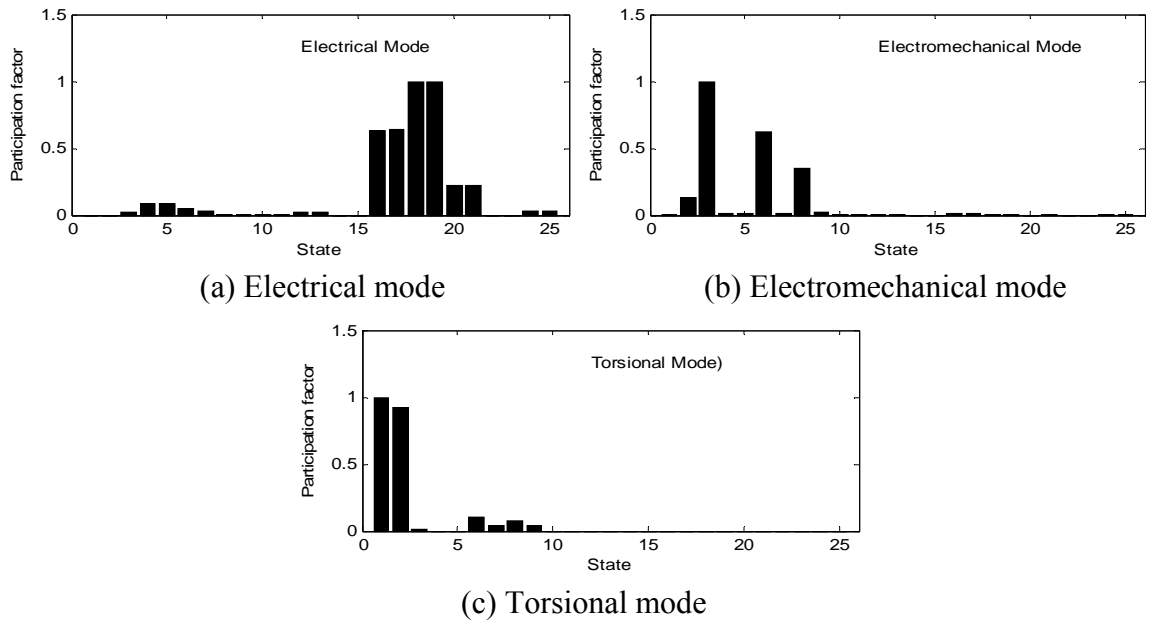 1.5
1
0.5
0
Participation factor
Electrical Mode
5
10
15
20
25
State
(a) Electrical mode
1.5
1
0.5
0
Participation factor
Electromechanical Mode
0
5
10
15
20
25
State
(b) Electromechanical mode
1.5
1
0.5
0
Participation factor
Torsional Mode)
0
5
10
15
20
25
State
(c) Torsional mode